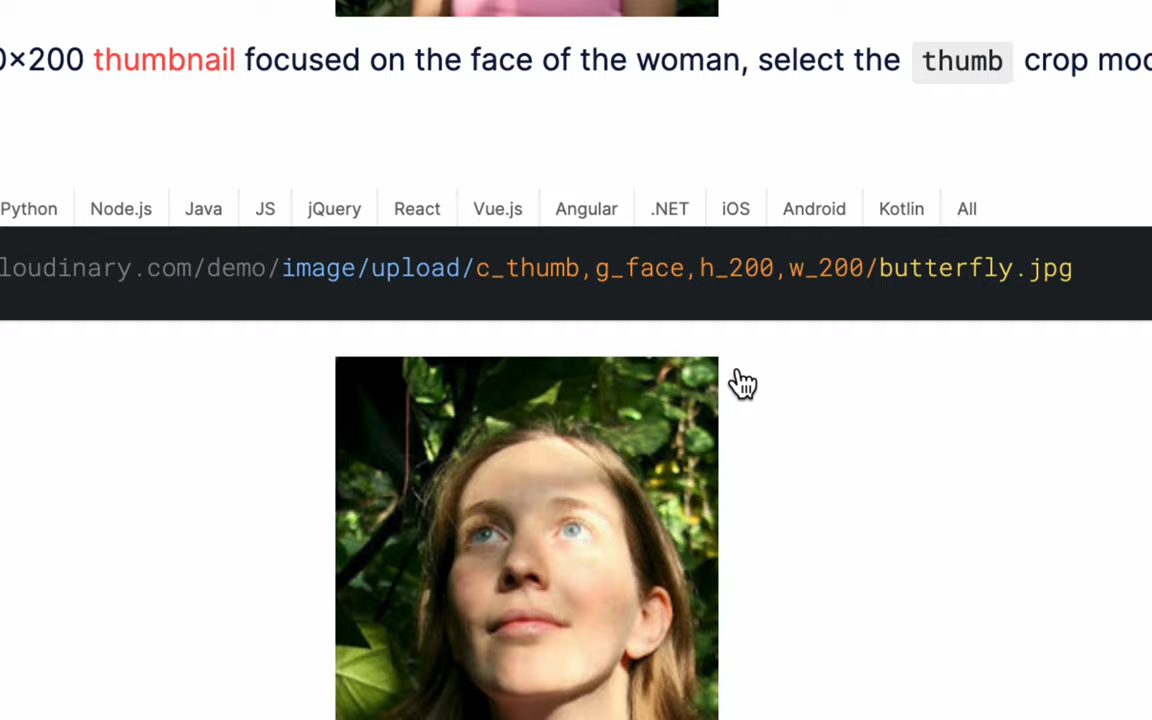 0×200 thumbnail focused on the face of the woman, select the thumb crop mod
Python Node.js Java JS jQuery React Vue.js Angular .NET iOS Android Kotlin All
loudinary.com/demo/image/upload/c_thumb,g_face,h_200,w_200/butterfly.jpg